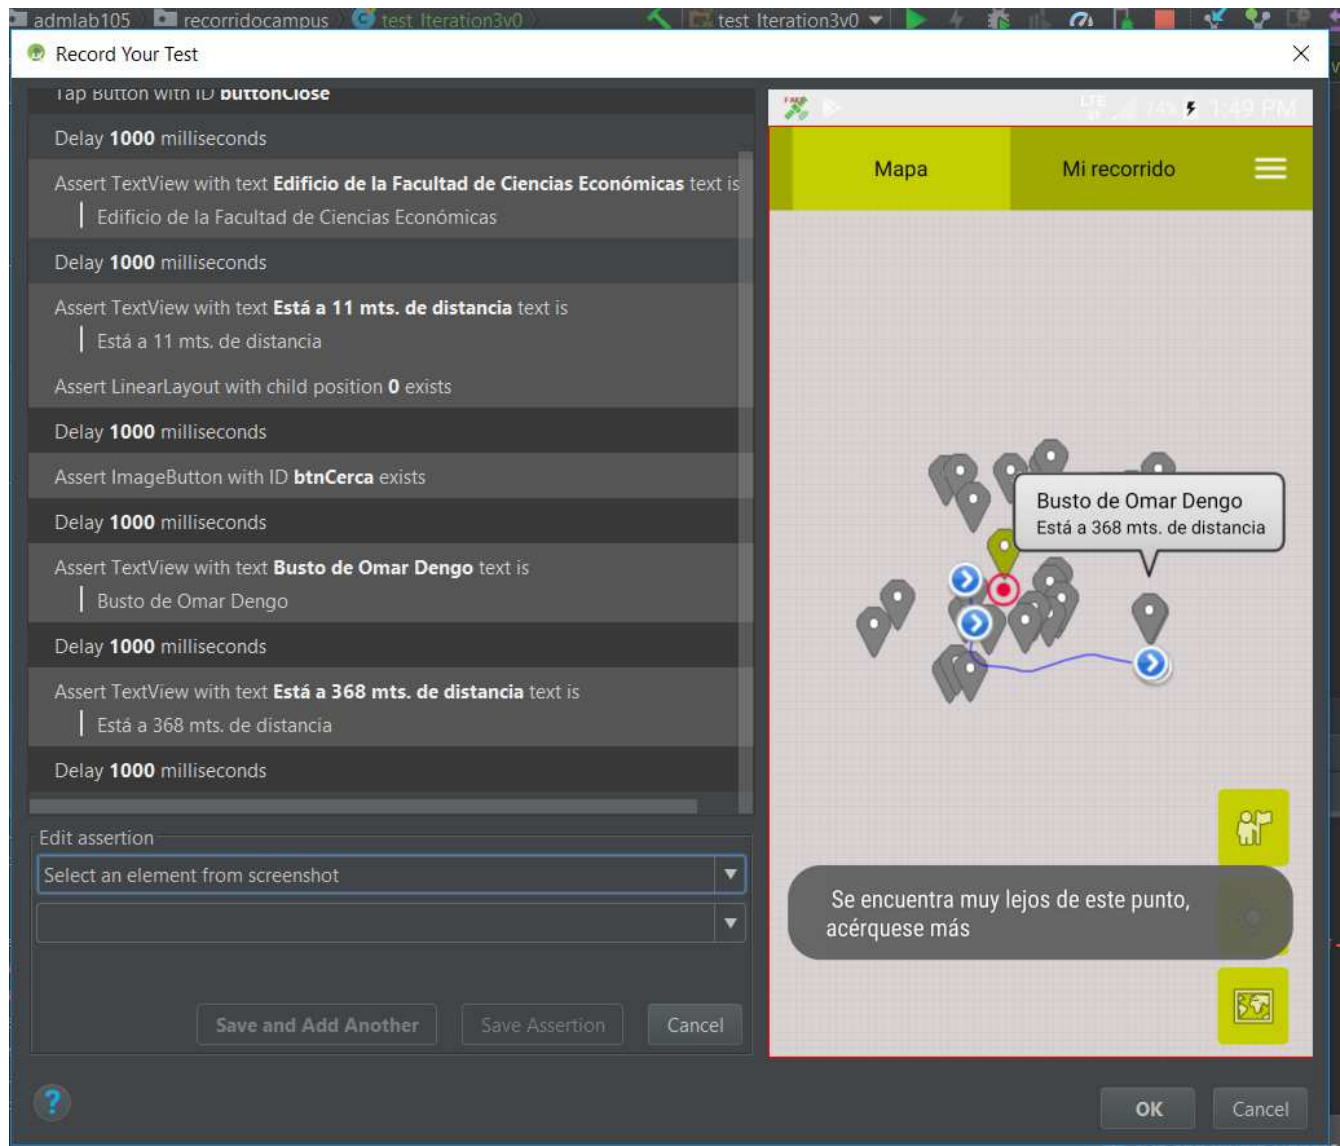 admlab105 recorridocampus test_Iteration3v0 test_Iteration3v0
Record Your Test
Tap Button with ID buttonClose
Delay 1000 milliseconds
Assert TextView with text Edificio de la Facultad de Ciencias Económicas text is
Edificio de la Facultad de Ciencias Económicas
Delay 1000 milliseconds
Assert TextView with text Está a 11 mts. de distancia text is
Está a 11 mts. de distancia
Assert LinearLayout with child position 0 exists
Delay 1000 milliseconds
Assert ImageButton with ID btnCerca exists
Delay 1000 milliseconds
Assert TextView with text Busto de Omar Dengo text is
Busto de Omar Dengo
Delay 1000 milliseconds
Assert TextView with text Está a 368 mts. de distancia text is
Está a 368 mts. de distancia
Delay 1000 milliseconds
Edit assertion
Select an element from screenshot
Save and Add Another Save Assertion Cancel
LTE 74% 1:49 PM
Mapa Mi recorrido
Busto de Omar Dengo
Está a 368 mts. de distancia
Se encuentra muy lejos de este punto,
acérquese más
?
OK Cancel